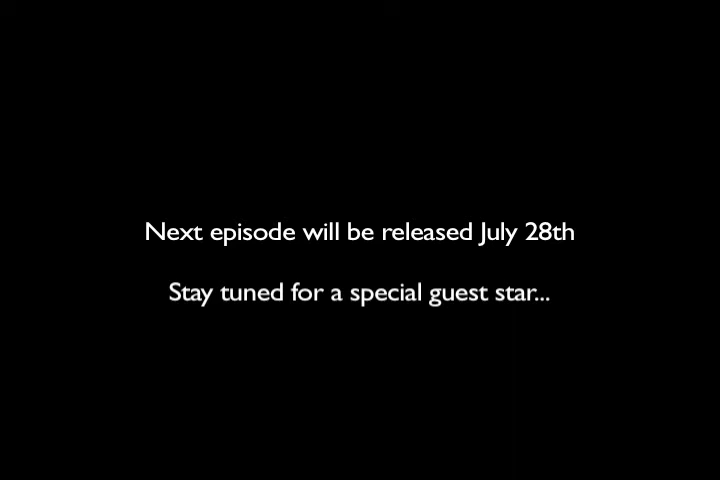 Next episode will be released July 28th
Stay tuned for a special guest star...